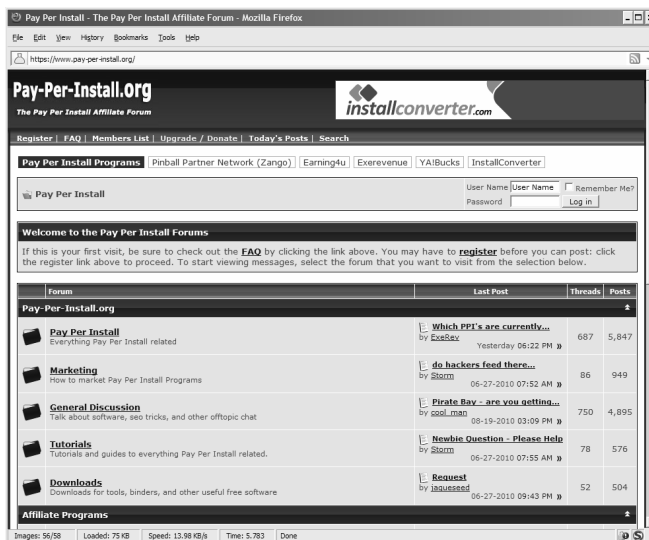 Pay Per Install - The Pay Per Install Affiliate Forum - Mozilla Firefox
File Edit View History Bookmarks Tools Help
https://www.pay-per-install.org/
Pay-Per-Install.org
The Pay Per Install Affiliate Forum
installconverter.com
Register | FAQ | Members List | Upgrade / Donate | Today's Posts | Search
Pay Per Install Programs Pinball Partner Network (Zango) Earning4u Exerevenue YA!Bucks InstallConverter
Pay Per Install
User Name User Name Remember Me?
Password Log in
Welcome to the Pay Per Install Forums
If this is your first visit, be sure to check out the FAQ by clicking the link above. You may have to register before you can post: click
the register link above to proceed. To start viewing messages, select the forum that you want to visit from the selection below.
Forum Last Post Threads Posts
Pay-Per-Install.org
Pay Per Install
Everything Pay Per Install related
Which PPI's are currently...
by ExeRev
Yesterday 06:22 PM
687 5,847
Marketing
How to market Pay Per Install Programs
do hackers feed there...
by Storm
06-27-2010 07:52 AM
86 949
General Discussion
Talk about software, seo tricks, and other offtopic chat
Pirate Bay - are you getting...
by cool_man
08-19-2010 03:09 PM
750 4,895
Tutorials
Tutorials and guides to everything Pay Per Install related.
Newbie Question - Please Help
by Storm
06-27-2010 07:55 AM
78 576
Downloads
Downloads for tools, binders, and other useful free software
Request
by jaqueseed
06-27-2010 09:43 PM
52 504
Affiliate Programs
Images: 56/58 Loaded: 75 KB Speed: 13.98 KB/s Time: 5.783 Done